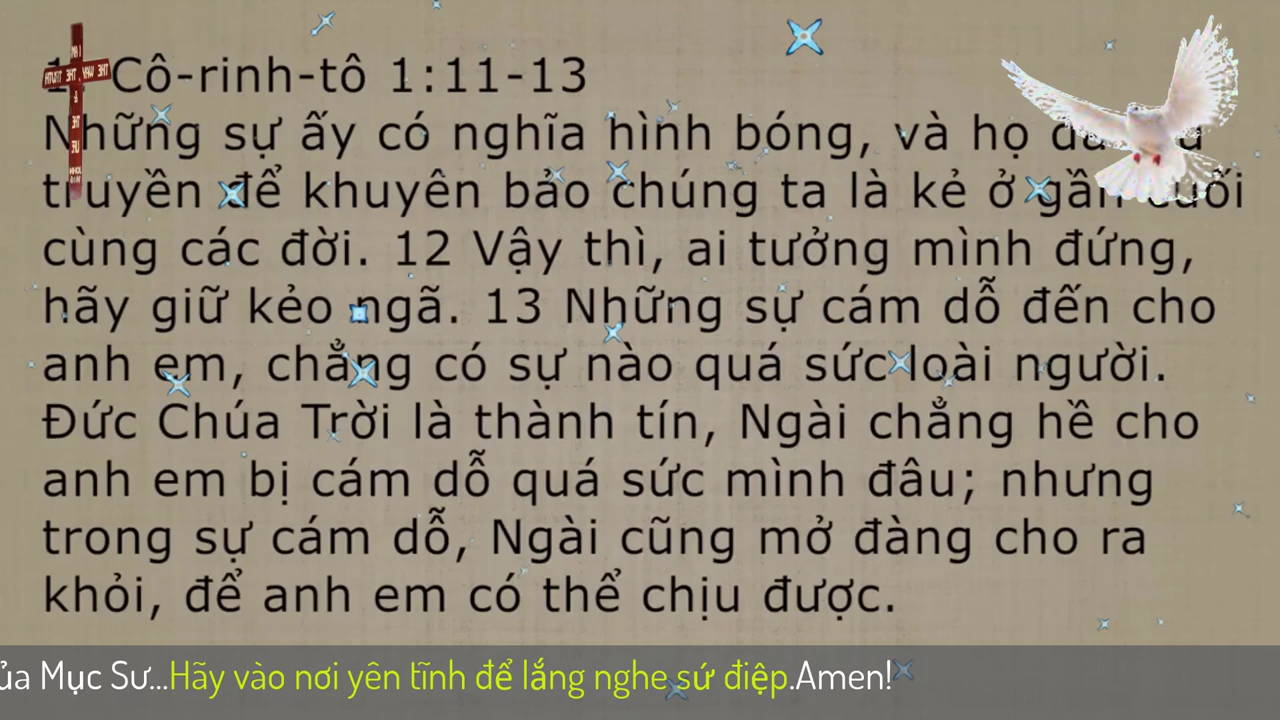 1. Cô-rinh-tô 1:11-13
Những sự ấy có nghĩa hình bóng, và họ
truyền để khuyên bảo chúng ta là kẻ ở gần cuối
cùng các đời. 12 Vậy thì, ai tưởng mình đứng,
hãy giữ kẻo ngã. 13 Những sự cám dỗ đến cho
anh em, chẳng có sự nào quá sức loài người.
Đức Chúa Trời là thành tín, Ngài chẳng hề cho
anh em bị cám dỗ quá sức mình đâu; nhưng
trong sự cám dỗ, Ngài cũng mở đàng cho ra
khỏi, để anh em có thể chịu được.
Mục Sư...Hãy vào nơi yên tĩnh để lắng nghe sứ điệp.Amen!